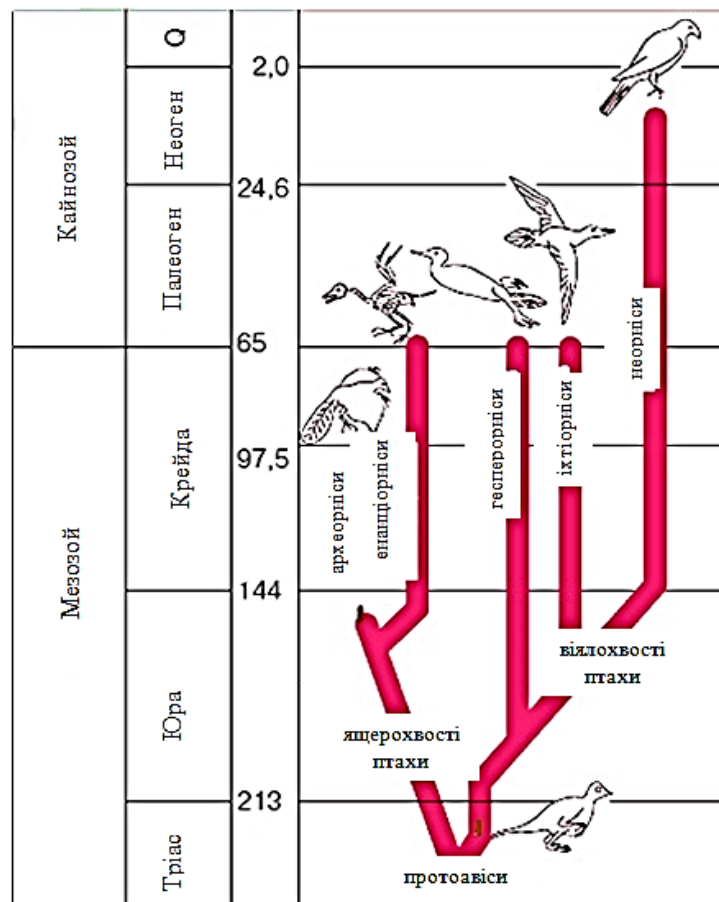 Кайнозой
Мезозой
Q
Неоген
Палеоген
Крейда
Юра
Тріас
2,0
24,6
65
97,5
144
213
археорніси
енанціорніси
гесперорніси
іхтіорніси
неорніси
віялохвості
птахи
ящерохвості
птахи
протоавіси